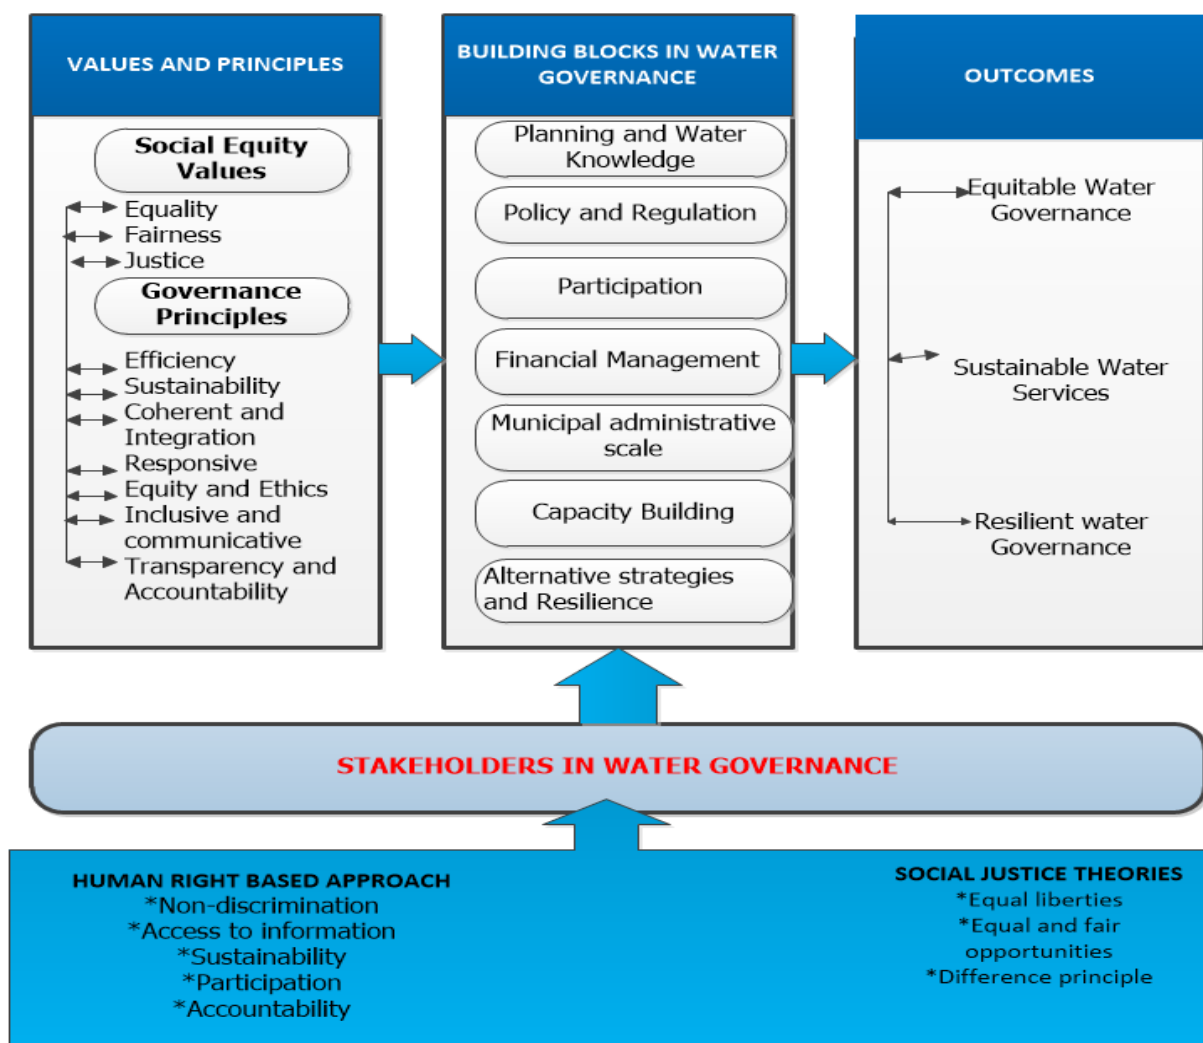 VALUES AND PRINCIPLES
Social Equity
Values
Equality
Fairness
Justice
Governance
Principles
Efficiency
Sustainability
Coherent and
Integration
Responsive
Equity and Ethics
Inclusive and
communicative
Transparency and
Accountability
BUILDING BLOCKS IN WATER
GOVERNANCE
Planning and Water
Knowledge
Policy and Regulation
Participation
Financial Management
Municipal administrative
scale
Capacity Building
Alternative strategies
and Resilience
OUTCOMES
Equitable Water
Governance
Sustainable Water
Services
Resilient water
Governance
STAKEHOLDERS IN WATER GOVERNANCE
HUMAN RIGHT BASED APPROACH
*Non-discrimination
*Access to information
*Sustainability
*Participation
*Accountability
SOCIAL JUSTICE THEORIES
*Equal liberties
*Equal and fair
opportunities
*Difference principle